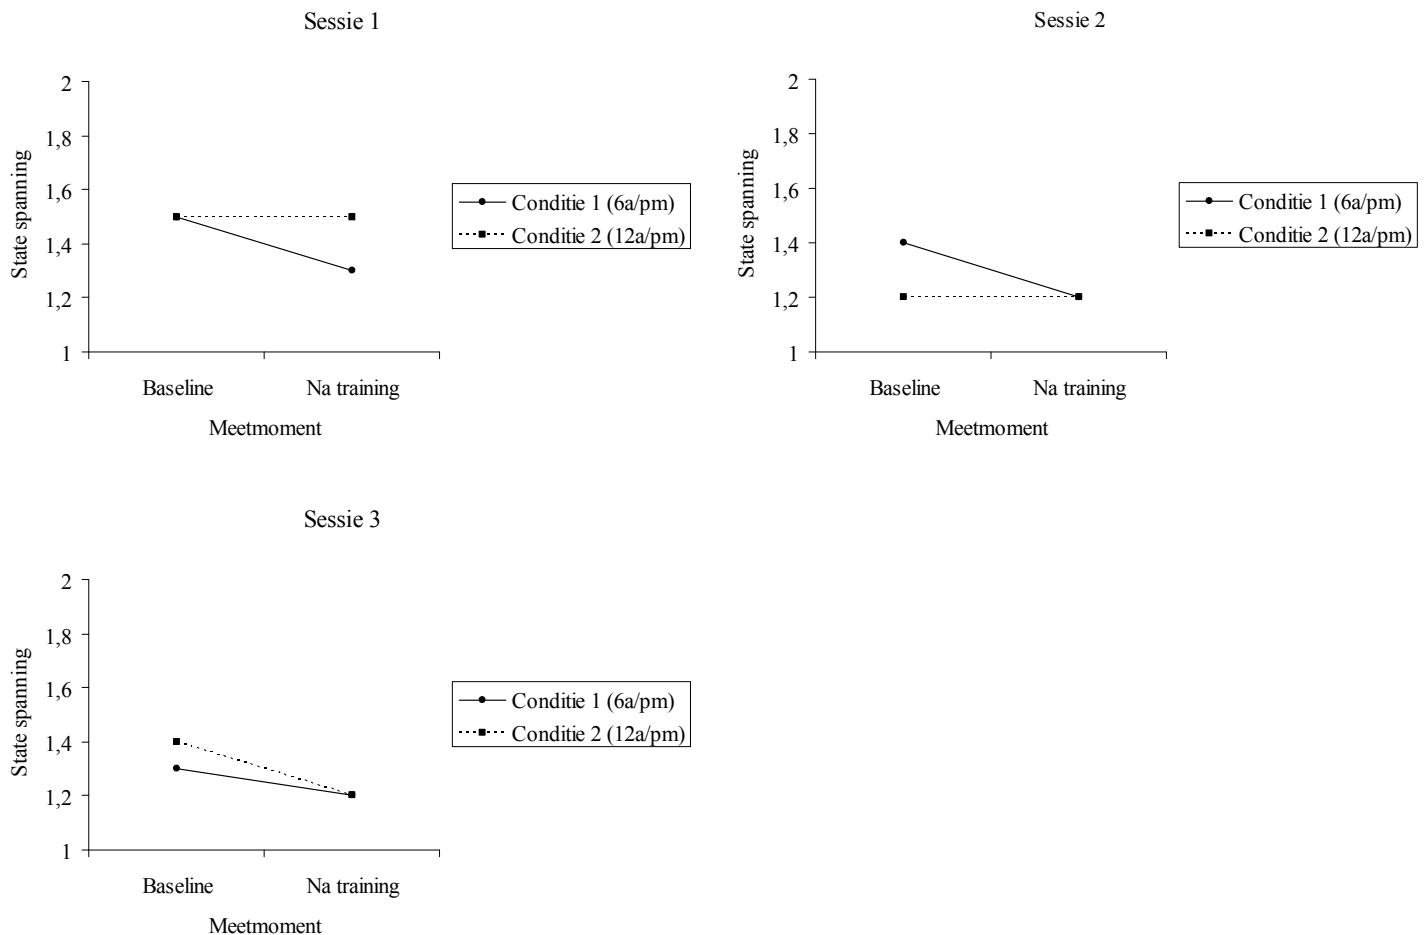 Sessie 1
2
1,8
1,6
1,4
1,2
1
State spanning
Baseline
Na training
Meetmoment
Conditie 1 (6a/pm)
Conditie 2 (12a/pm)
Sessie 2
2
1,8
1,6
1,4
1,2
1
State spanning
Baseline
Na training
Meetmoment
Conditie 1 (6a/pm)
Conditie 2 (12a/pm)
Sessie 3
2
1,8
1,6
1,4
1,2
1
State spanning
Baseline
Na training
Meetmoment
Conditie 1 (6a/pm)
Conditie 2 (12a/pm)